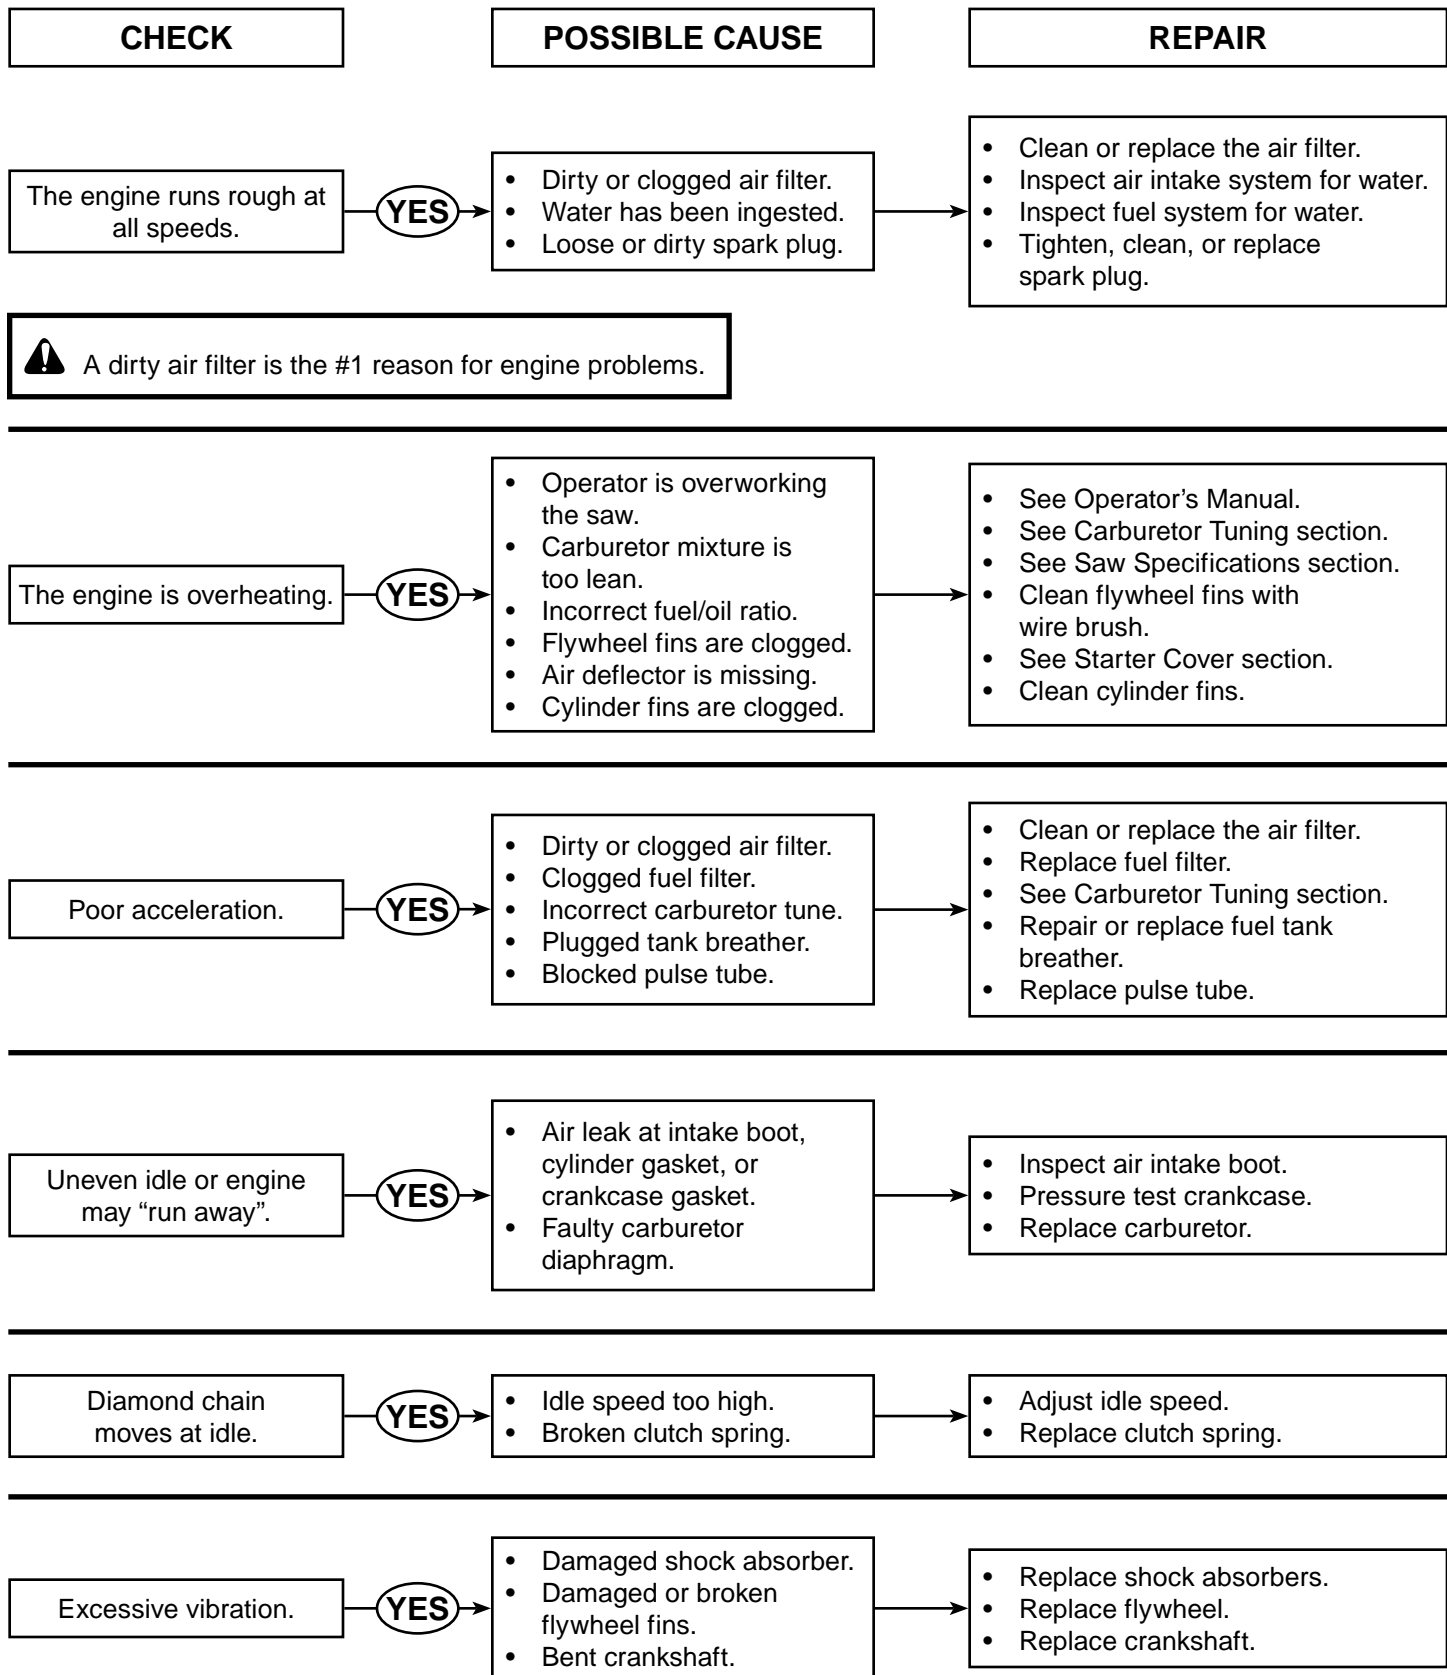 CHECK
POSSIBLE CAUSE
REPAIR
The engine runs rough at
all speeds.
YES
• Dirty or clogged air filter.
• Water has been ingested.
• Loose or dirty spark plug.
• Clean or replace the air filter.
• Inspect air intake system for water.
• Inspect fuel system for water.
• Tighten, clean, or replace
spark plug.
A dirty air filter is the #1 reason for engine problems.
The engine is overheating.
YES
• Operator is overworking
the saw.
• Carburetor mixture is
too lean.
• Incorrect fuel/oil ratio.
• Flywheel fins are clogged.
• Air deflector is missing.
• Cylinder fins are clogged.
• See Operator’s Manual.
• See Carburetor Tuning section.
• See Saw Specifications section.
• Clean flywheel fins with
wire brush.
• See Starter Cover section.
• Clean cylinder fins.
Poor acceleration.
YES
• Dirty or clogged air filter.
• Clogged fuel filter.
• Incorrect carburetor tune.
• Plugged tank breather.
• Blocked pulse tube.
• Clean or replace the air filter.
• Replace fuel filter.
• See Carburetor Tuning section.
• Repair or replace fuel tank
breather.
• Replace pulse tube.
Uneven idle or engine
may “run away”.
YES
• Air leak at intake boot,
cylinder gasket, or
crankcase gasket.
• Faulty carburetor
diaphragm.
• Inspect air intake boot.
• Pressure test crankcase.
• Replace carburetor.
Diamond chain
moves at idle.
YES
• Idle speed too high.
• Broken clutch spring.
• Adjust idle speed.
• Replace clutch spring.
Excessive vibration.
YES
• Damaged shock absorber.
• Damaged or broken
flywheel fins.
• Bent crankshaft.
• Replace shock absorbers.
• Replace flywheel.
• Replace crankshaft.